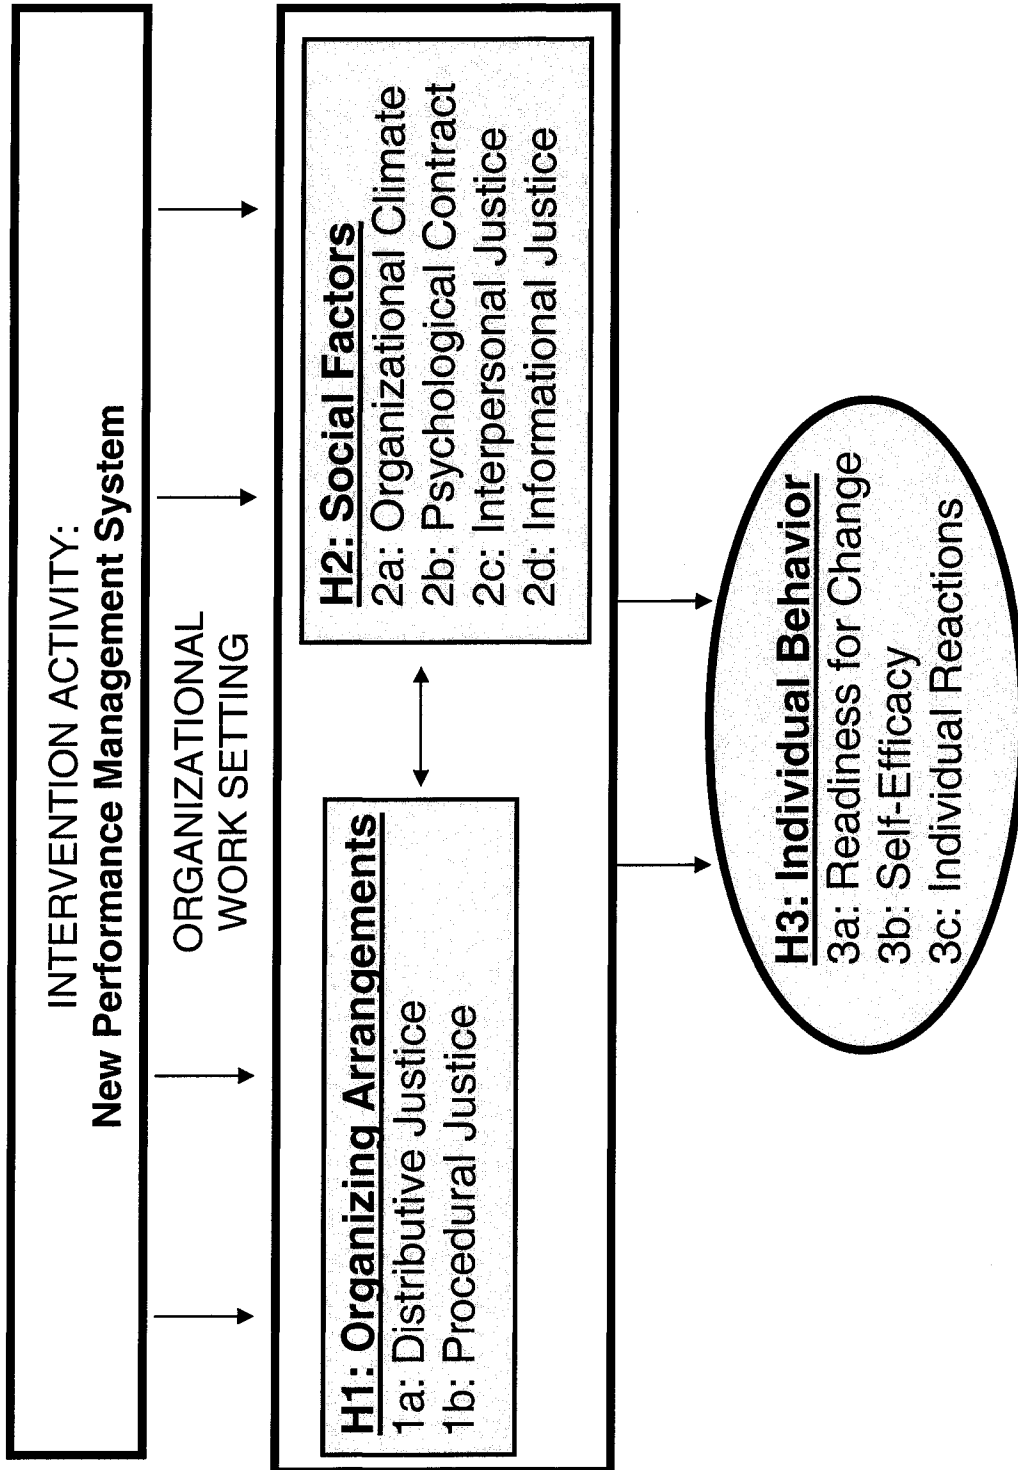 INTERVENTION ACTIVITY:
New Performance Management System
ORGANIZATIONAL
WORK SETTING
H1: Organizing Arrangements
1a: Distributive Justice
1b: Procedural Justice
H2: Social Factors
2a: Organizational Climate
2b: Psychological Contract
2c: Interpersonal Justice
2d: Informational Justice
H3: Individual Behavior
3a: Readiness for Change
3b: Self-Efficacy
3c: Individual Reactions